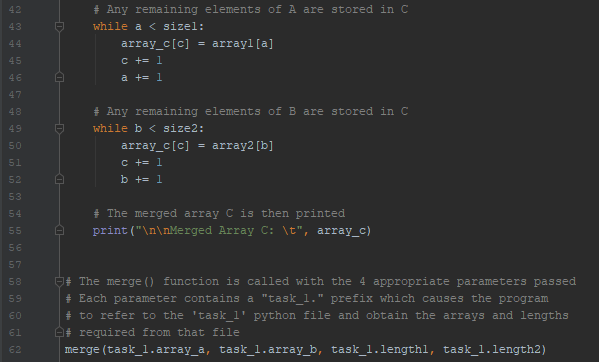 42 # Any remaining elements of A are stored in C
43 while a < size1:
44 array_c[c] = array1[a]
45 c += 1
46 a += 1
47
48 # Any remaining elements of B are stored in C
49 while b < size2:
50 array_c[c] = array2[b]
51 c += 1
52 b += 1
53
54 # The merged array C is then printed
55 print("\n\nMerged Array C: \t", array_c)
56
57
58 # The merge() function is called with the 4 appropriate parameters passed
59 # Each parameter contains a "task_1." prefix which causes the program
60 # to refer to the 'task_1' python file and obtain the arrays and lengths
61 # required from that file
62 merge(task_1.array_a, task_1.array_b, task_1.length1, task_1.length2)